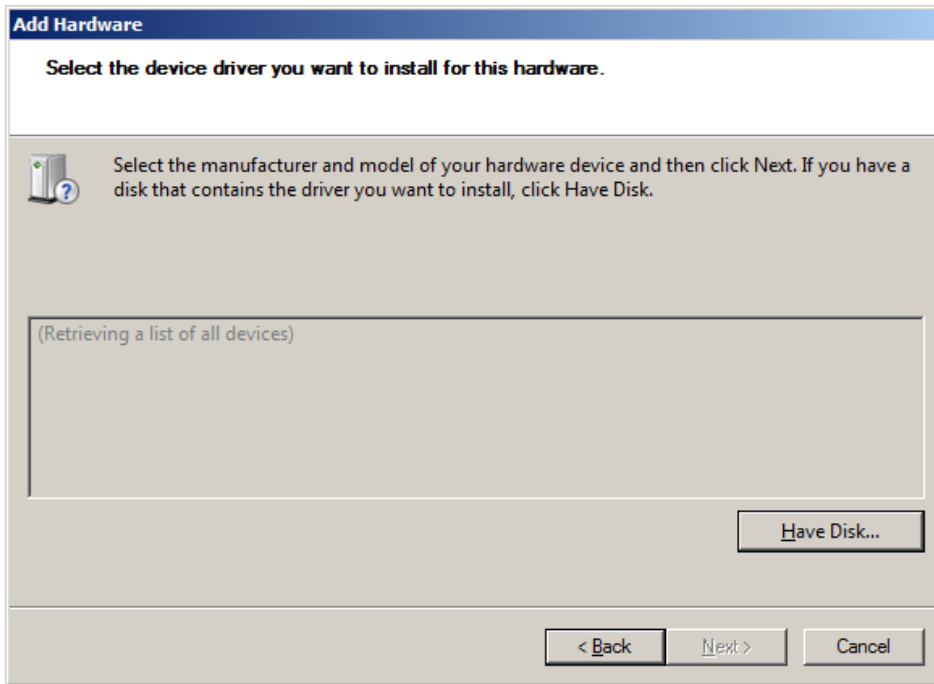 Add Hardware
Select the device driver you want to install for this hardware.
Select the manufacturer and model of your hardware device and then click Next. If you have a
disk that contains the driver you want to install, click Have Disk.
(Retrieving a list of all devices)
Have Disk...
< Back Next > Cancel